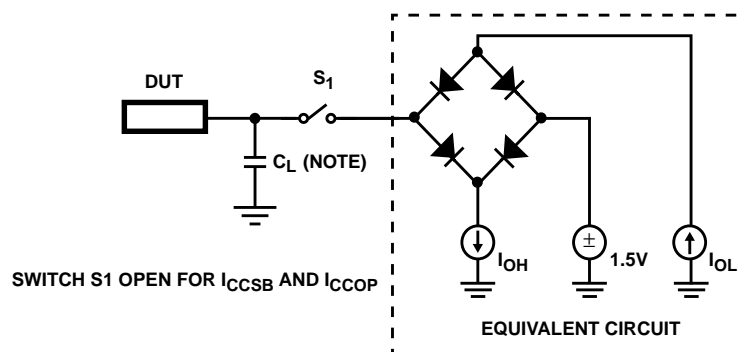 DUT
S1
CL (NOTE)
IOH
±
1.5V
IOL
SWITCH S1 OPEN FOR ICCSB AND ICCOP
EQUIVALENT CIRCUIT